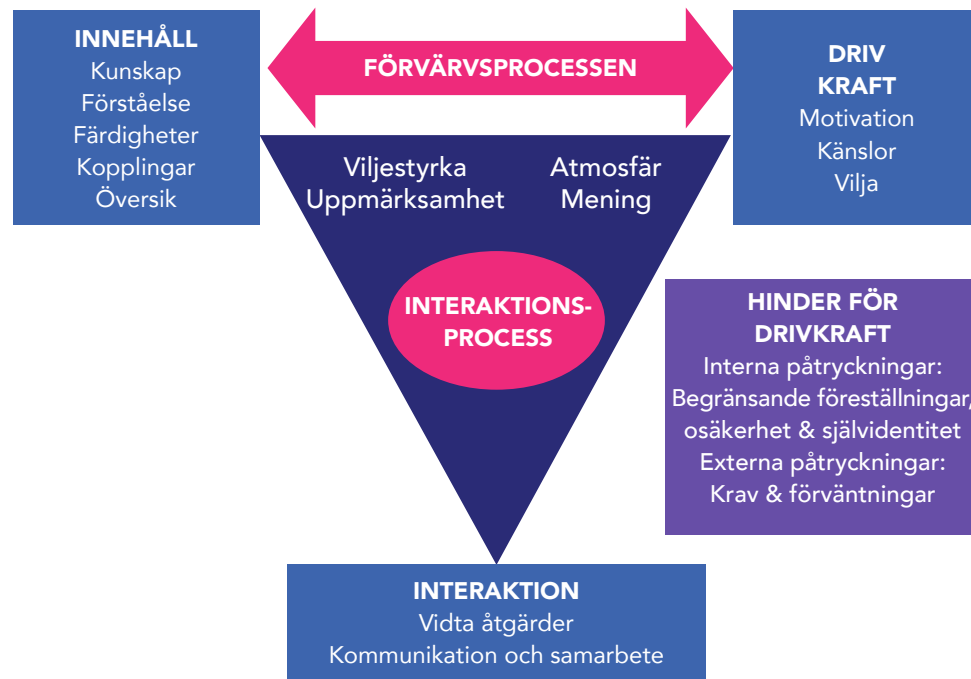 INNEHÅLL
Kunskap
Förståelse
Färdigheter
Kopplingar
Översik
FÖRVÄRVSPROCESSEN
DRIV
KRAFT
Motivation
Känslor
Vilja
Viljestyrka
Uppmärksamhet
Atmosfär
Mening
INTERAKTIONS-
PROCESS
HINDER FÖR
DRIVKRAFT
Interna påtryckningar:
Begränsande föreställningar,
osäkerhet & självidentitet
Externa påtryckningar:
Krav & förväntningar
INTERAKTION
Vidta åtgärder
Kommunikation och samarbete